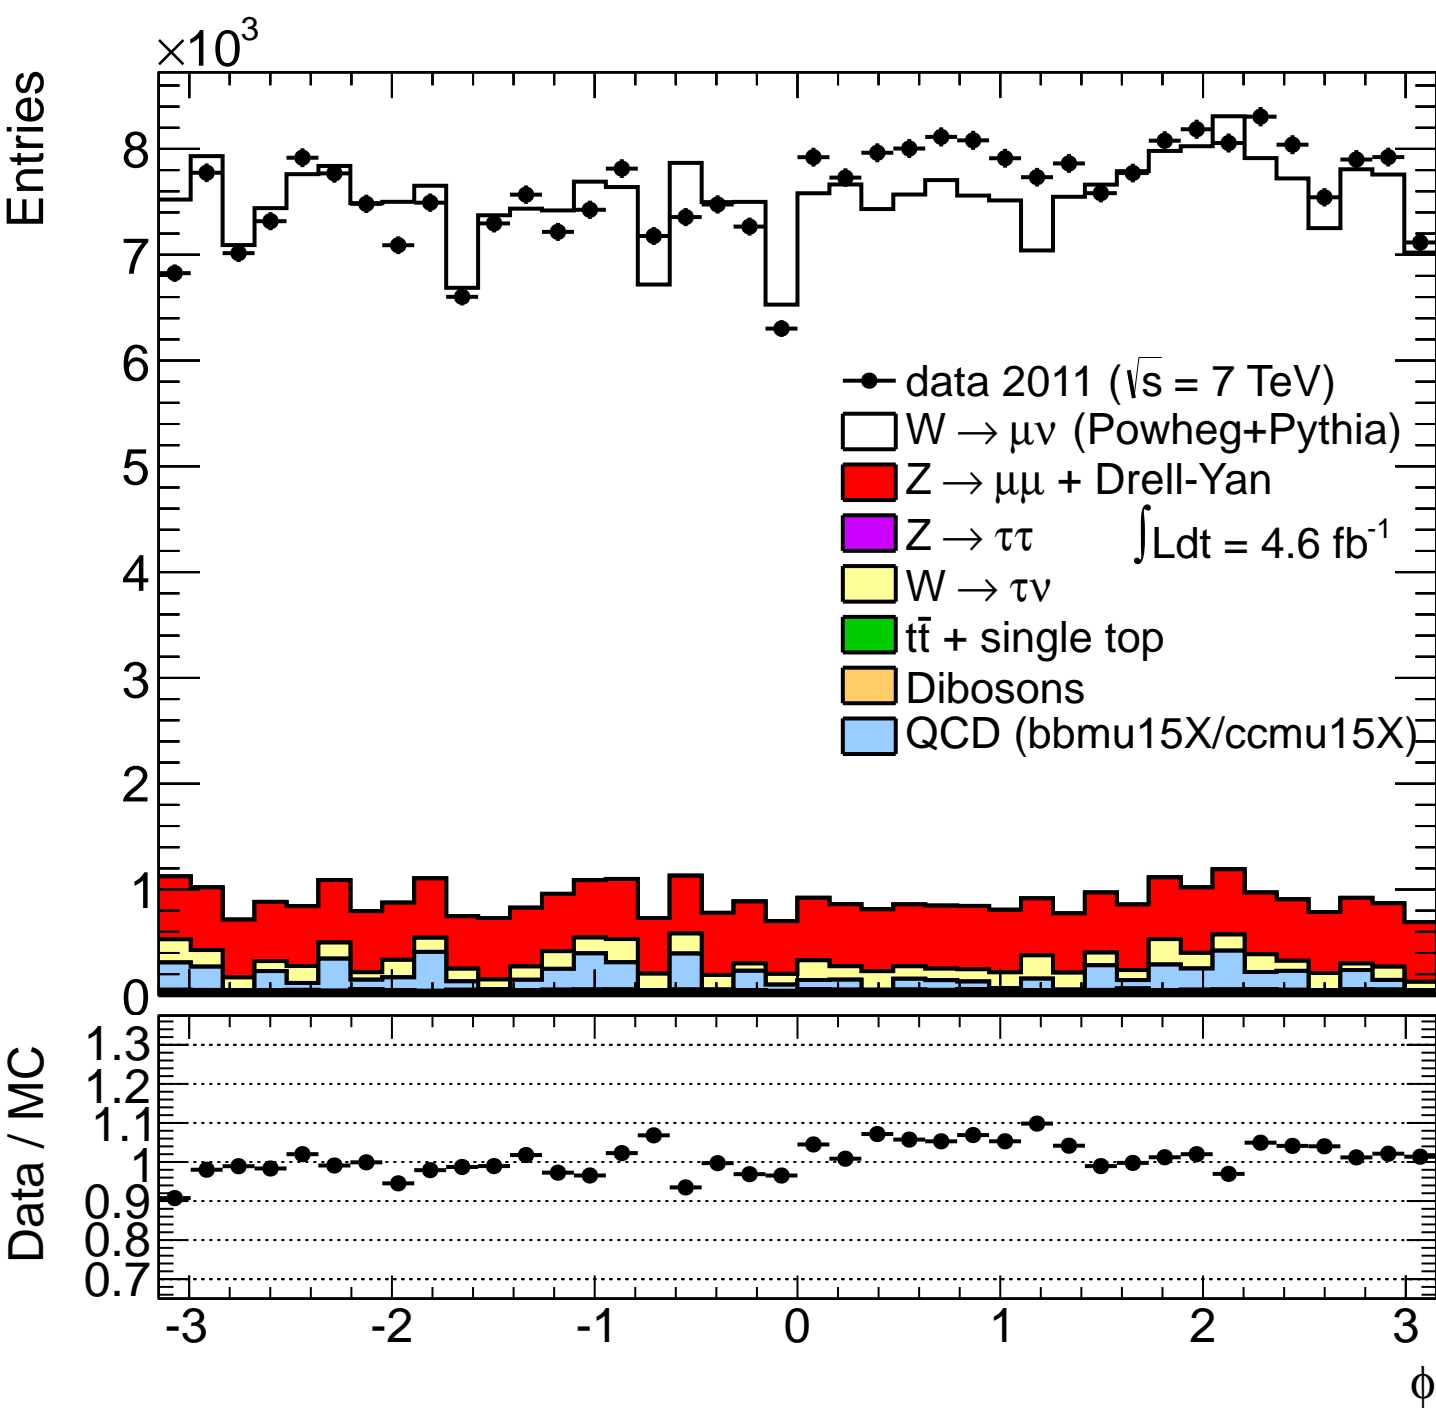 ×10³
Entries
8
7
6
5
4
3
2
1
0
data 2011 (√s = 7 TeV)
W → μν (Powheg+Pythia)
Z → μμ + Drell-Yan
Z → ττ
∫Ldt = 4.6 fb⁻¹
W → τν
tt̄ + single top
Dibosons
QCD (bbmu15X/ccmu15X)
Data / MC
1.3
1.2
1.1
1
0.9
0.8
0.7
-3 -2 -1 0 1 2 3
ϕ